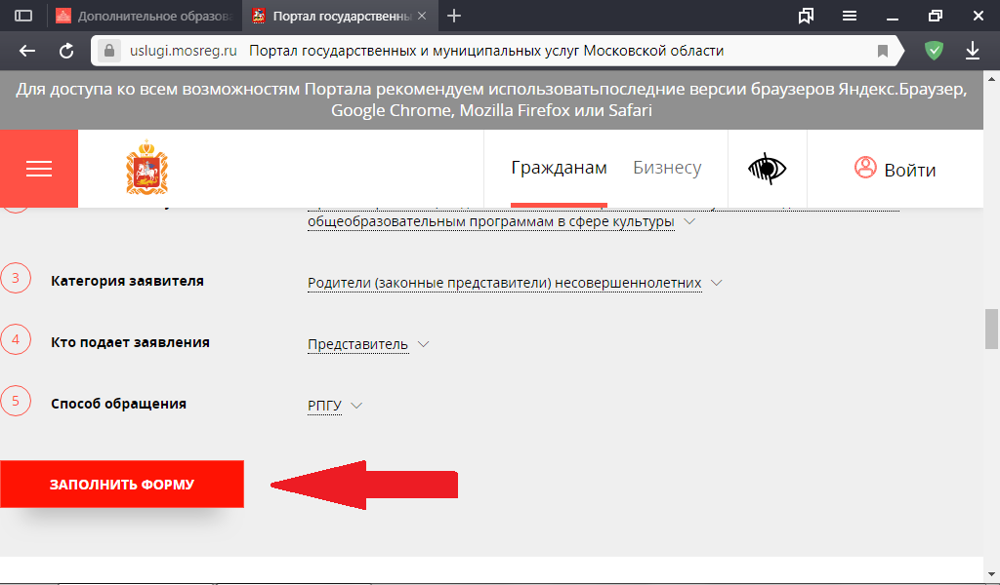 Дополнительное образова
Портал государственны
uslugi.mosreg.ru Портал государственных и муниципальных услуг Московской области
Для доступа ко всем возможностям Портала рекомендуем использоватьпоследние версии браузеров Яндекс.Браузер,
Google Chrome, Mozilla Firefox или Safari
Гражданам
Бизнесу
Войти
общеобразовательным программам в сфере культуры
3 Категория заявителя Родители (законные представители) несовершеннолетних
4 Кто подает заявления Представитель
5 Способ обращения РПГУ
ЗАПОЛНИТЬ ФОРМУ